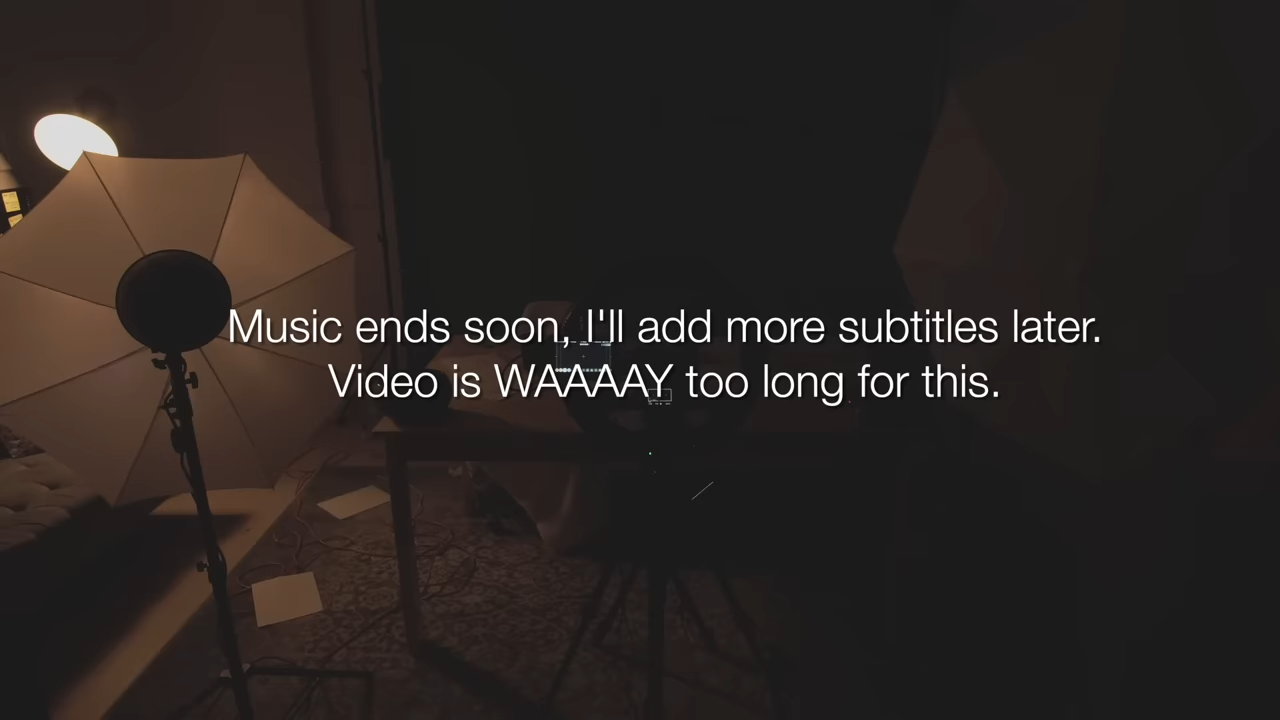 Music ends soon, I'll add more subtitles later.
Video is WAAAAY too long for this.